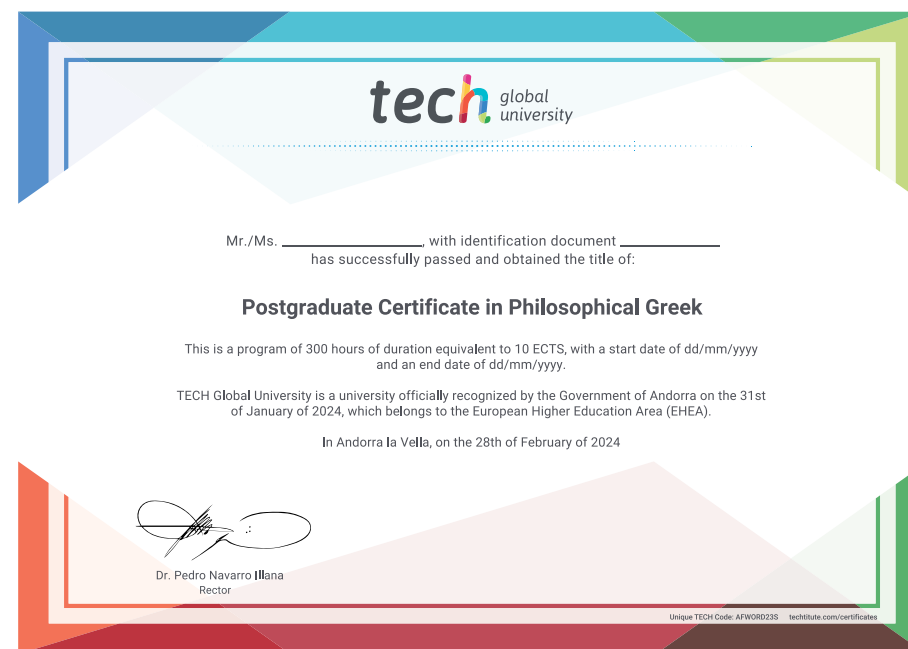 tech global
university
Mr./Ms. ____________, with identification document ____________
has successfully passed and obtained the title of:
Postgraduate Certificate in Philosophical Greek
This is a program of 300 hours of duration equivalent to 10 ECTS, with a start date of dd/mm/yyyy
and an end date of dd/mm/yyyy.
TECH Global University is a university officially recognized by the Government of Andorra on the 31st
of January of 2024, which belongs to the European Higher Education Area (EHEA).
In Andorra la Vella, on the 28th of February of 2024
Dr. Pedro Navarro Illana
Rector
Unique TECH Code: AFWORD23S techtitute.com/certificates